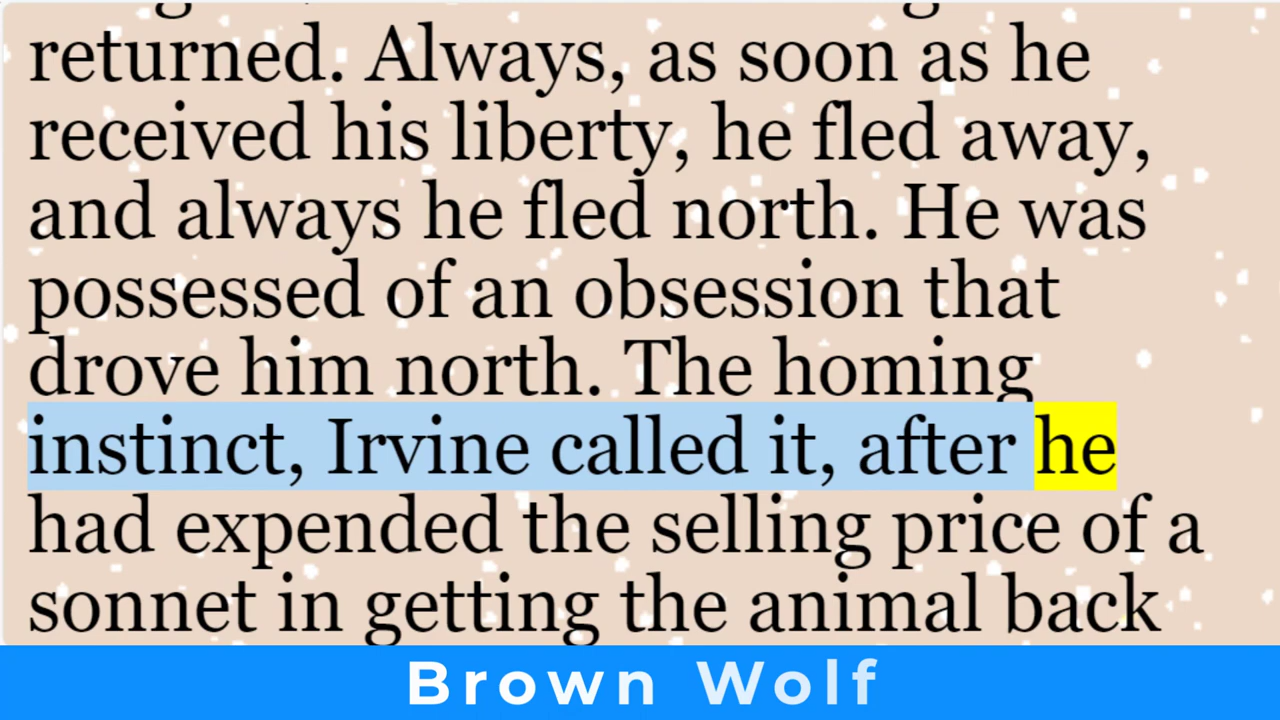 returned. Always, as soon as he
received his liberty, he fled away,
and always he fled north. He was
possessed of an obsession that
drove him north. The homing
instinct, Irvine called it, after he
had expended the selling price of a
sonnet in getting the animal back
Brown Wolf